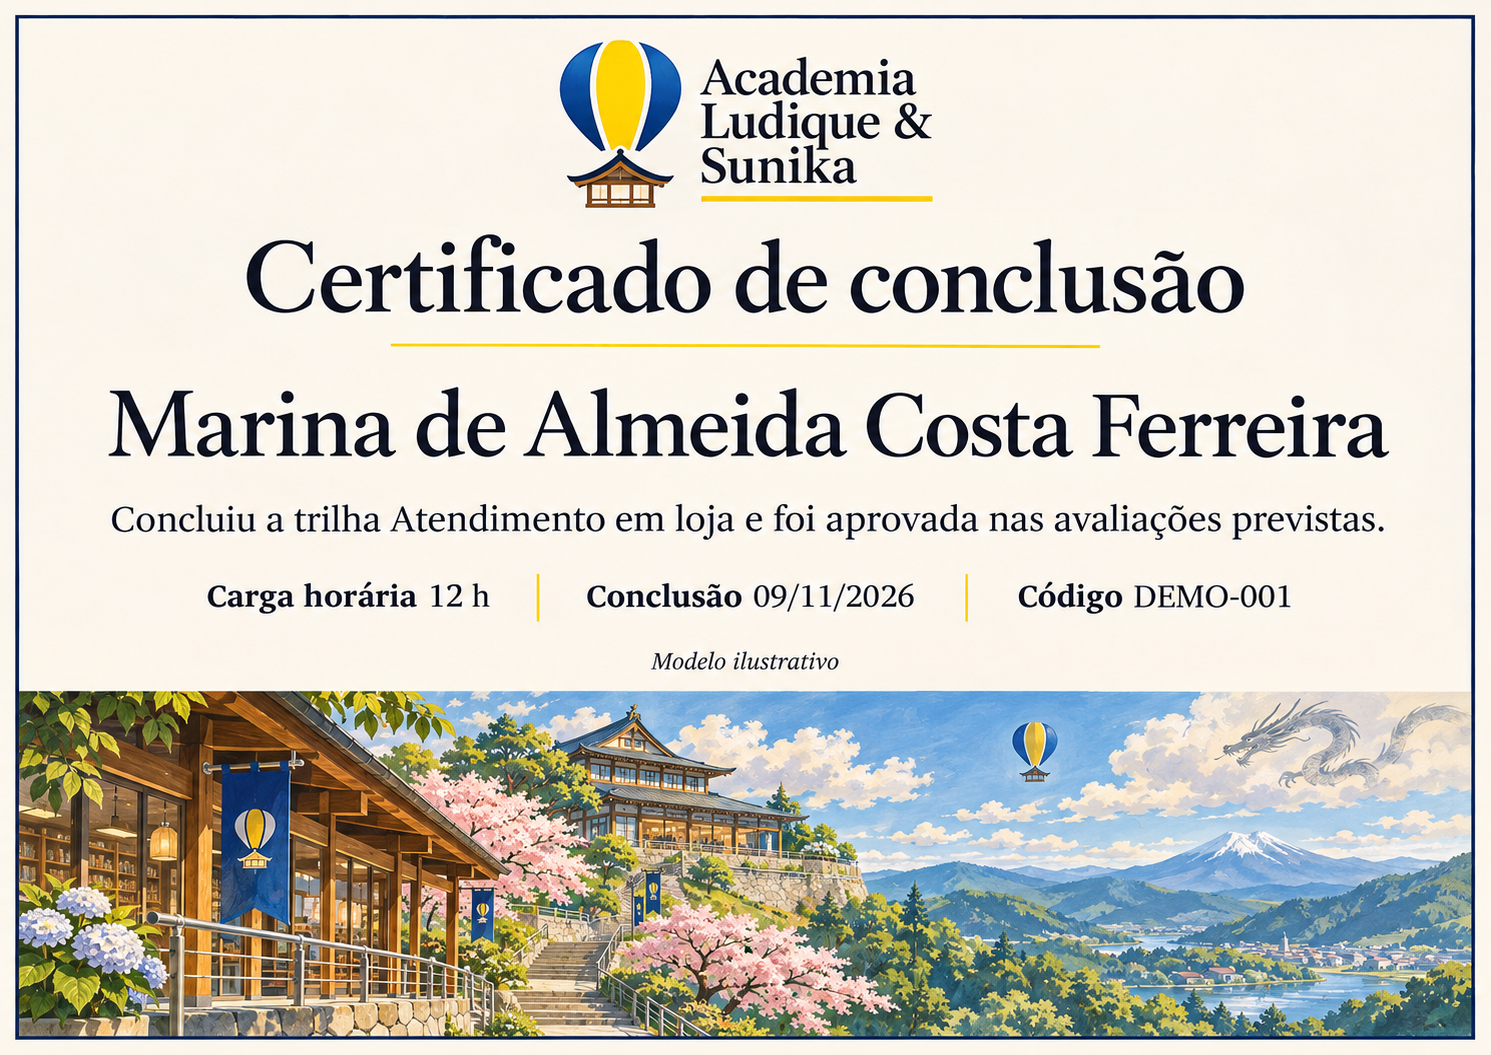 Academia
Ludique &
Sunika
Certificado de conclusão
Marina de Almeida Costa Ferreira
Concluiu a trilha Atendimento em loja e foi aprovada nas avaliações previstas.
Carga horária 12 h
Conclusão 09/11/2026
Código DEMO-001
Modelo ilustrativo